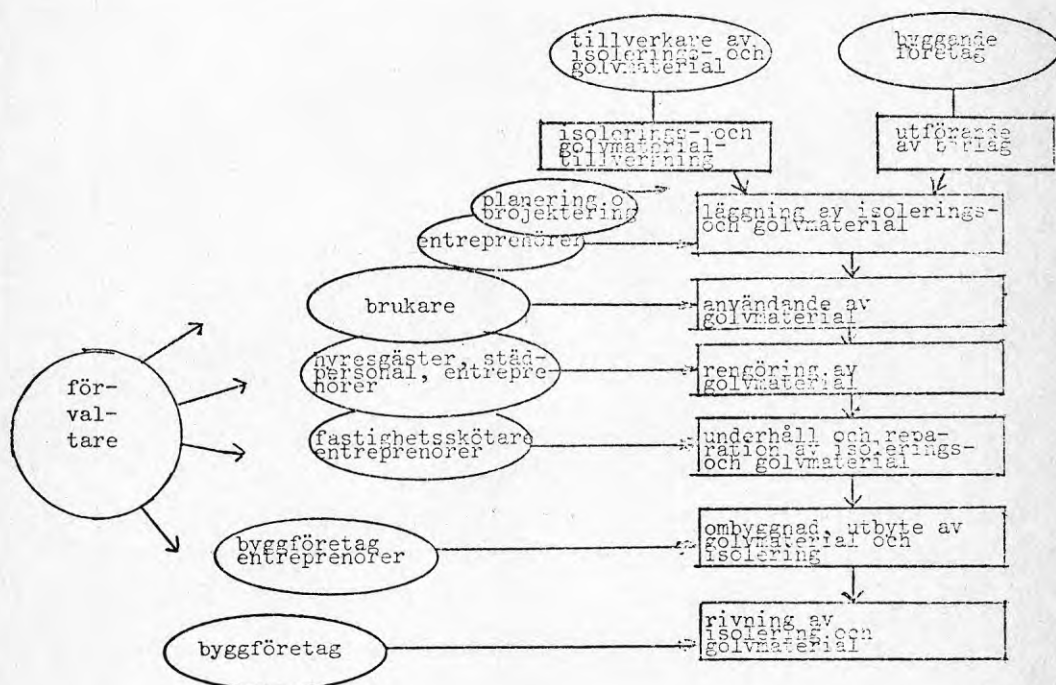 tillverkare av
isolerings- och
golvmaterial
byggande
företag
isolerings- och
golvmaterial-
tillverkning
utförande
av bärlag
planering o
projektering
entreprenörer
läggning av isolerings-
och golvmaterial
brukare
användande av
golvmaterial
hyresgäster, städ-
personal, entrepre-
nörer
rengöring av
golvmaterial
för-
val-
tare
fastighetsskötare
entreprenörer
underhåll och repa-
ration av isolerings-
och golvmaterial
byggföretag
entreprenörer
ombyggnad, utbyte av
golvmaterial och
isolering
byggföretag
rivning av
isolering och
golvmaterial